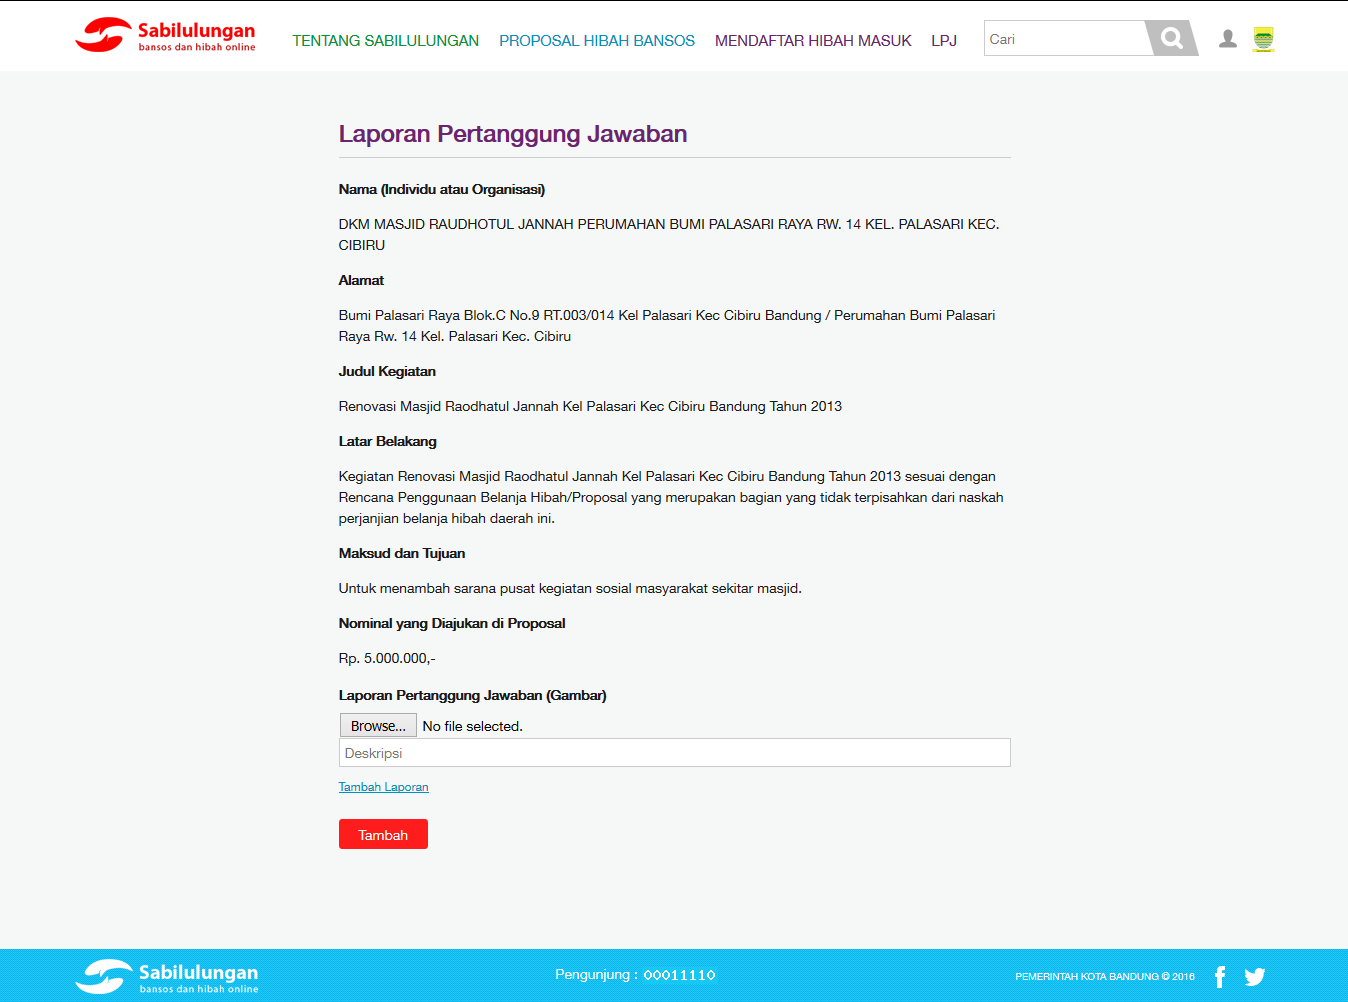 Sabilulungan
bansos dan hibah online
TENTANG SABILULUNGAN
PROPOSAL HIBAH BANSOS
MENDAFTAR HIBAH MASUK
LPJ
Cari
Laporan Pertanggung Jawaban
Nama (Individu atau Organisasi)
DKM MASJID RAUDHOTUL JANNAH PERUMAHAN BUMI PALASARI RAYA RW. 14 KEL. PALASARI KEC.
CIBIRU
Alamat
Bumi Palasari Raya Blok.C No.9 RT.003/014 Kel Palasari Kec Cibiru Bandung / Perumahan Bumi Palasari
Raya Rw. 14 Kel. Palasari Kec. Cibiru
Judul Kegiatan
Renovasi Masjid Raodhatul Jannah Kel Palasari Kec Cibiru Bandung Tahun 2013
Latar Belakang
Kegiatan Renovasi Masjid Raodhatul Jannah Kel Palasari Kec Cibiru Bandung Tahun 2013 sesuai dengan
Rencana Penggunaan Belanja Hibah/Proposal yang merupakan bagian yang tidak terpisahkan dari naskah
perjanjian belanja hibah daerah ini.
Maksud dan Tujuan
Untuk menambah sarana pusat kegiatan sosial masyarakat sekitar masjid.
Nominal yang Diajukan di Proposal
Rp. 5.000.000,-
Laporan Pertanggung Jawaban (Gambar)
Browse... No file selected.
Deskripsi
Tambah Laporan
Tambah
Sabilulungan
bansos dan hibah online
Pengunjung : 00011110
PEMERINTAH KOTA BANDUNG © 2016